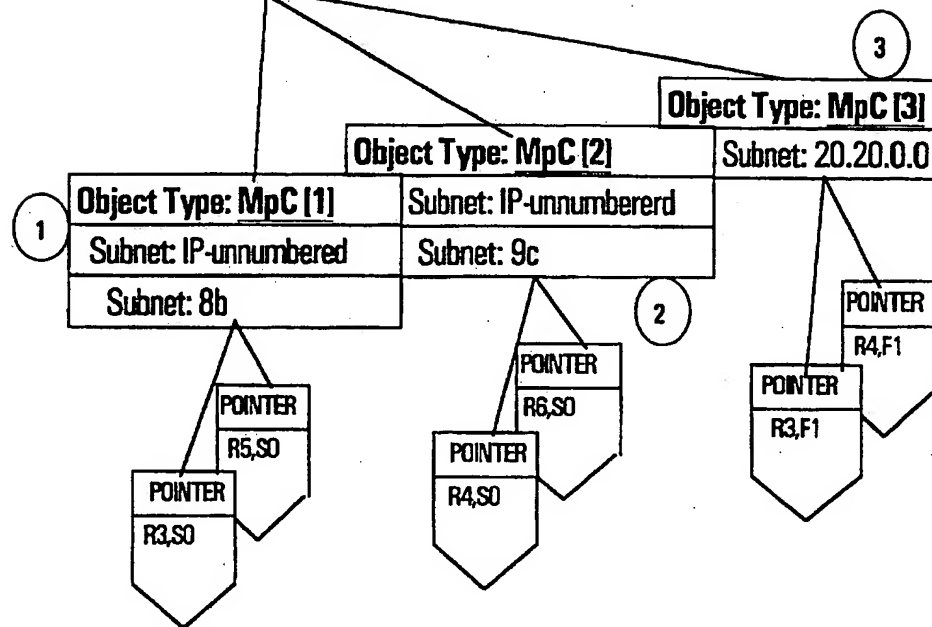 3
Object Type: MpC [3]
Subnet: 20.20.0.0
Object Type: MpC [2]
Subnet: IP-unnumbererd
Subnet: 9c
2
1
Object Type: MpC [1]
Subnet: IP-unnumbered
Subnet: 8b
POINTER
R5,S0
POINTER
R3,S0
POINTER
R6,S0
POINTER
R4,S0
POINTER
R4,F1
POINTER
R3,F1